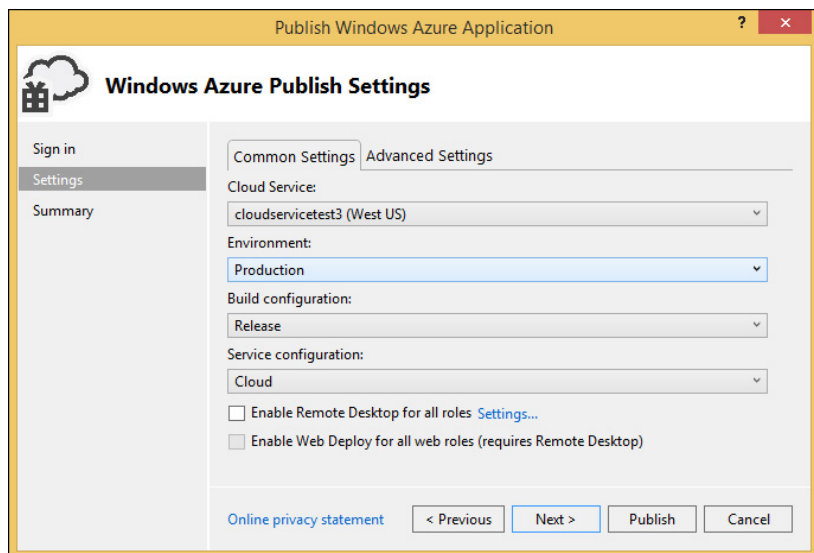 Publish Windows Azure Application
? ×
Windows Azure Publish Settings
Sign in
Settings
Summary
Common Settings Advanced Settings
Cloud Service:
cloudservicetest3 (West US)
Environment:
Production
Build configuration:
Release
Service configuration:
Cloud
Enable Remote Desktop for all roles Settings...
Enable Web Deploy for all web roles (requires Remote Desktop)
Online privacy statement < Previous Next > Publish Cancel